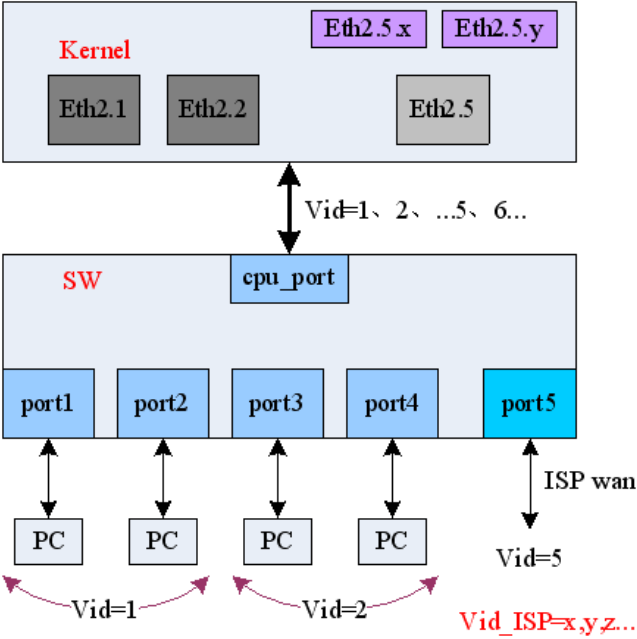 Eth2.5.x Eth2.5.y
Kernel
Eth2.1 Eth2.2 Eth2.5
Vid=1、2、...5、6...
SW cpu_port
port1 port2 port3 port4 port5
ISP wan
PC PC PC PC
Vid=5
Vid=1 Vid=2
Vid_ISP=x,y,z...